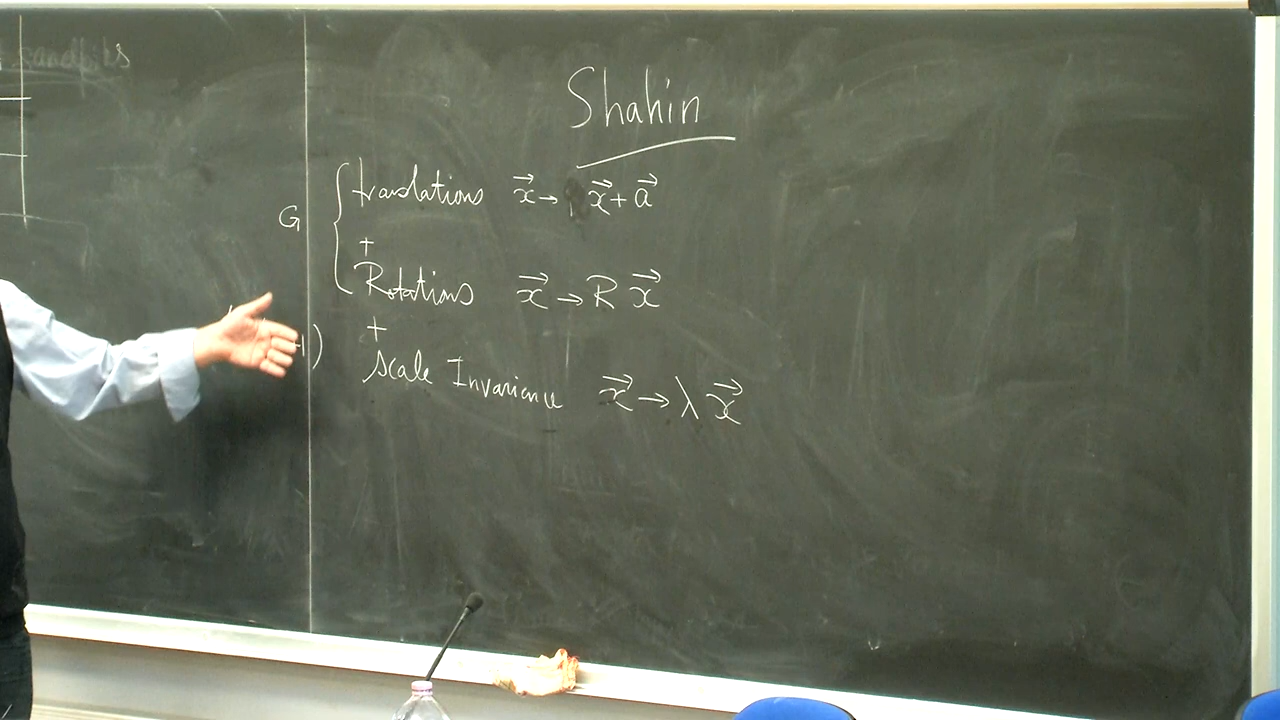 Shahin
G { translations x⃗ → x⃗ + a⃗
+
Rotations x⃗ → R x⃗
+
Scale Invariance x⃗ → λ x⃗